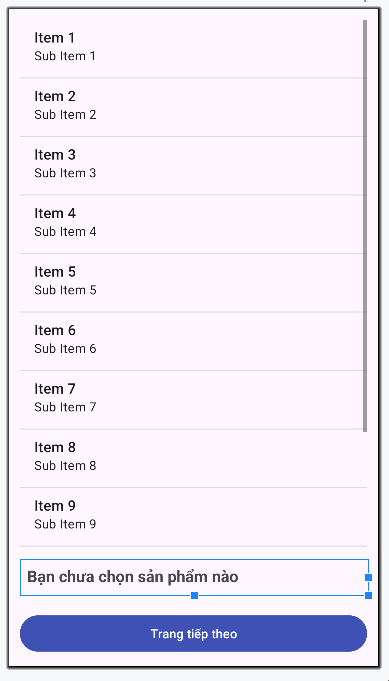 Item 1
Sub Item 1
Item 2
Sub Item 2
Item 3
Sub Item 3
Item 4
Sub Item 4
Item 5
Sub Item 5
Item 6
Sub Item 6
Item 7
Sub Item 7
Item 8
Sub Item 8
Item 9
Sub Item 9
Bạn chưa chọn sản phẩm nào
Trang tiếp theo